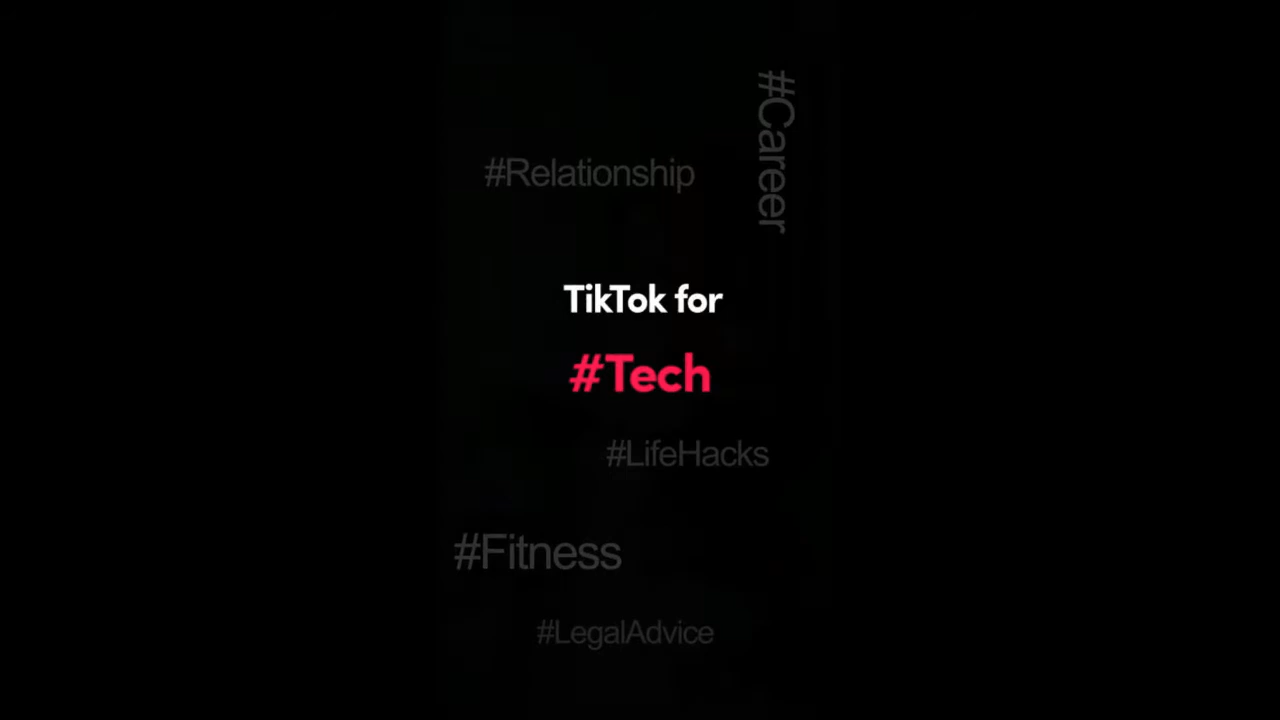 #Career
#Relationship
TikTok for
#Tech
#LifeHacks
#Fitness
#LegalAdvice